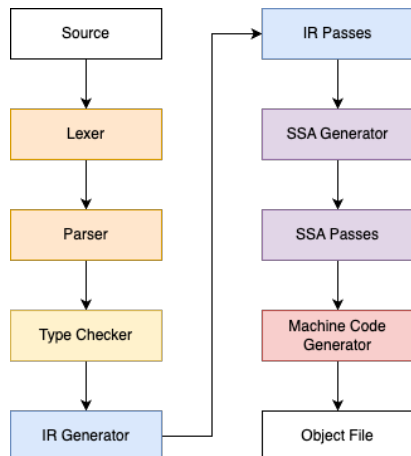 Source
Lexer
Parser
Type Checker
IR Generator
IR Passes
SSA Generator
SSA Passes
Machine Code
Generator
Object File